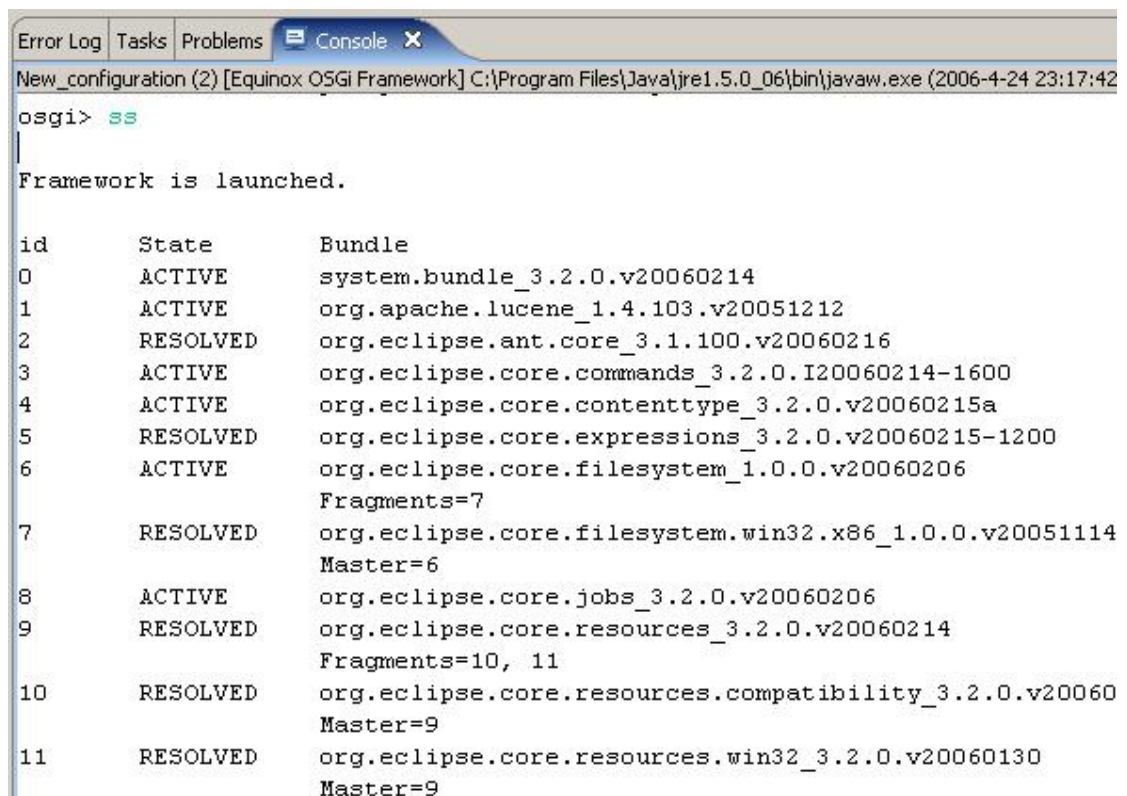 Error Log Tasks Problems Console
New_configuration (2) [Equinox OSGi Framework] C:\Program Files\Java\jre1.5.0_06\bin\javaw.exe (2006-4-24 23:17:42
osgi> ss
Framework is launched.
id State Bundle
0 ACTIVE system.bundle_3.2.0.v20060214
1 ACTIVE org.apache.lucene_1.4.103.v20051212
2 RESOLVED org.eclipse.ant.core_3.1.100.v20060216
3 ACTIVE org.eclipse.core.commands_3.2.0.I20060214-1600
4 ACTIVE org.eclipse.core.contenttype_3.2.0.v20060215a
5 RESOLVED org.eclipse.core.expressions_3.2.0.v20060215-1200
6 ACTIVE org.eclipse.core.filesystem_1.0.0.v20060206
Fragments=7
7 RESOLVED org.eclipse.core.filesystem.win32.x86_1.0.0.v20051114
Master=6
8 ACTIVE org.eclipse.core.jobs_3.2.0.v20060206
9 RESOLVED org.eclipse.core.resources_3.2.0.v20060214
Fragments=10, 11
10 RESOLVED org.eclipse.core.resources.compatibility_3.2.0.v20060
Master=9
11 RESOLVED org.eclipse.core.resources.win32_3.2.0.v20060130
Master=9